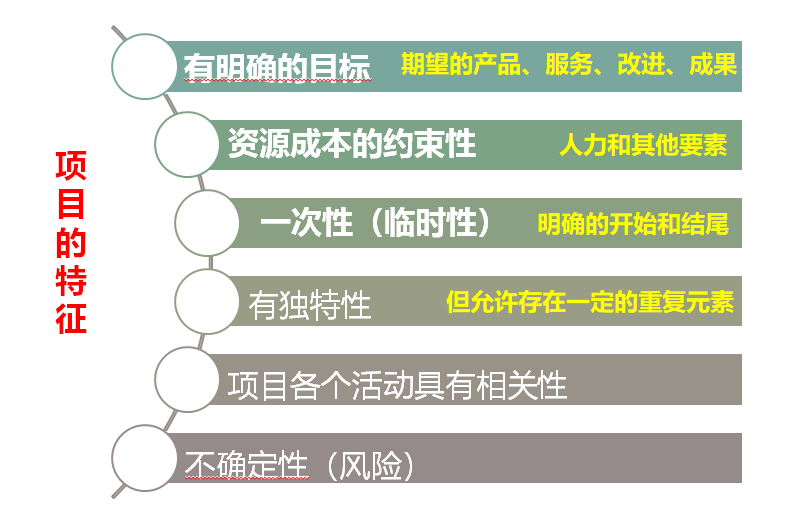 项目的特征
有明确的目标 期望的产品、服务、改进、成果
资源成本的约束性 人力和其他要素
一次性（临时性） 明确的开始和结尾
有独特性 但允许存在一定的重复元素
项目各个活动具有相关性
不确定性（风险）